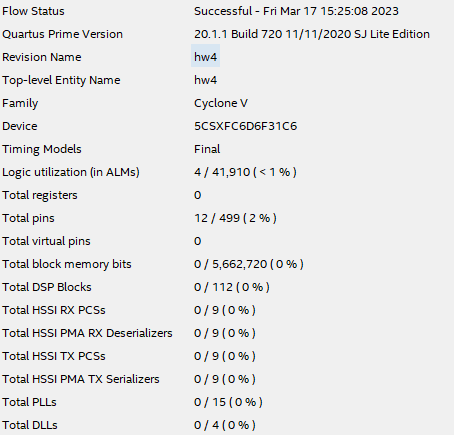 Flow Status Successful - Fri Mar 17 15:25:08 2023
Quartus Prime Version 20.1.1 Build 720 11/11/2020 SJ Lite Edition
Revision Name hw4
Top-level Entity Name hw4
Family Cyclone V
Device 5CSXFC6D6F31C6
Timing Models Final
Logic utilization (in ALMs) 4 / 41,910 ( < 1 % )
Total registers 0
Total pins 12 / 499 ( 2 % )
Total virtual pins 0
Total block memory bits 0 / 5,662,720 ( 0 % )
Total DSP Blocks 0 / 112 ( 0 % )
Total HSSI RX PCSs 0 / 9 ( 0 % )
Total HSSI PMA RX Deserializers 0 / 9 ( 0 % )
Total HSSI TX PCSs 0 / 9 ( 0 % )
Total HSSI PMA TX Serializers 0 / 9 ( 0 % )
Total PLLs 0 / 15 ( 0 % )
Total DLLs 0 / 4 ( 0 % )